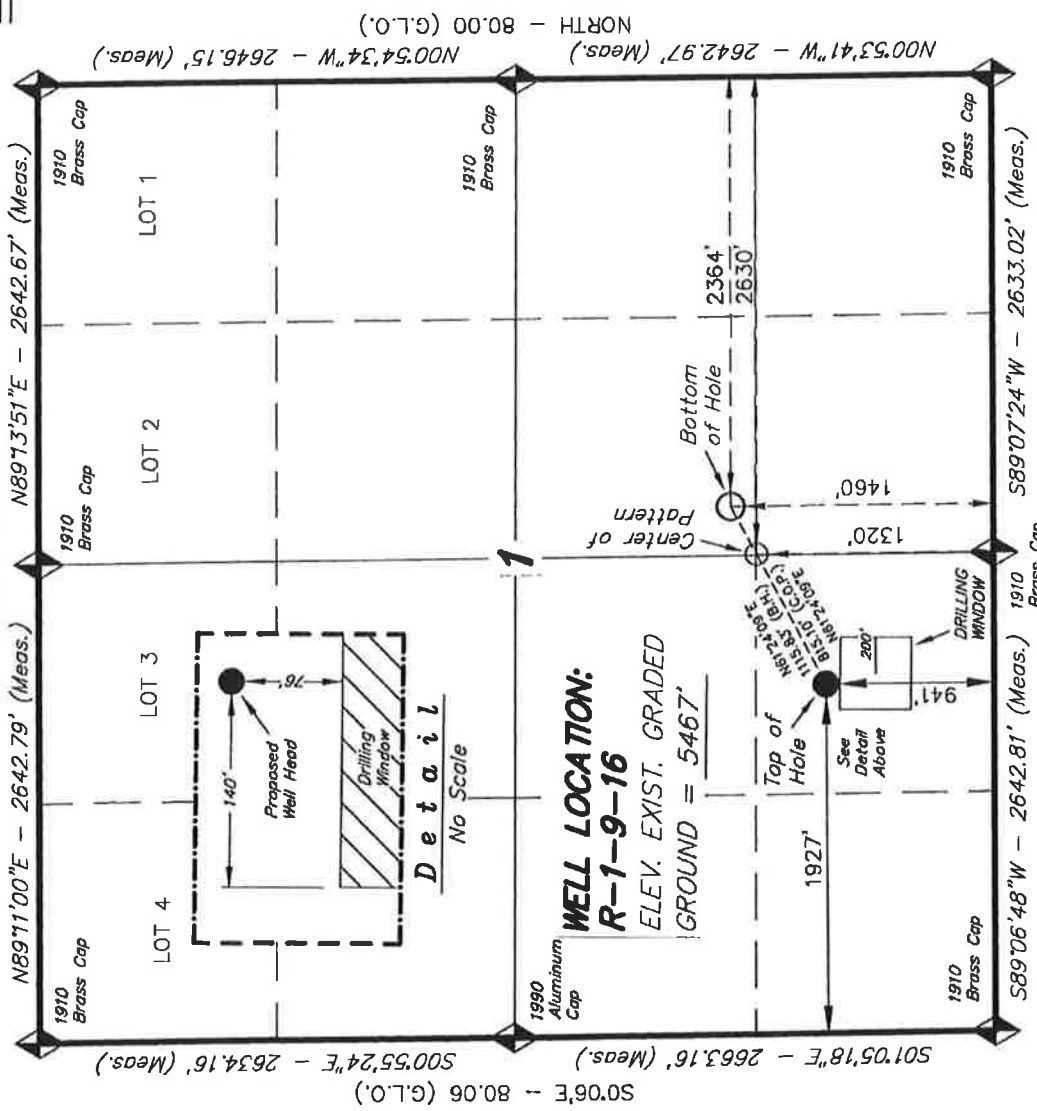 N89°11'00"E - 2642.79' (Meas.)
N89°13'51"E - 2642.67' (Meas.)
1910
Brass Cap
1910
Brass Cap
1910
Brass Cap
LOT 4
LOT 3
LOT 2
LOT 1
S00°55'24"E - 2634.16' (Meas.)
S0°06'E - 80.06 (G.L.O.)
N00°54'34"W - 2646.15' (Meas.)
NORTH - 80.00 (G.L.O.)
140'
76'
Proposed
Well Head
Drilling
Window
Detail
No Scale
1
1990
Aluminum
Cap
1910
Brass Cap
WELL LOCATION:
R-1-9-16
ELEV. EXIST. GRADED
GROUND = 5467'
S01°05'18"E - 2663.16' (Meas.)
N00°53'41"W - 2642.97' (Meas.)
Center of
Pattern
Bottom
of Hole
2364'
2630'
N61°24'09"E
1115.83' (B.H.)
815.10' (C.O.P.)
N61°24'09"E
1320'
1460'
Top of
Hole
1927'
See
Detail
Above
200'
941'
DRILLING
WINDOW
1910
Brass Cap
1910
Brass Cap
1910
Brass Cap
S89°06'48"W - 2642.81' (Meas.)
S89°07'24"W - 2633.02' (Meas.)